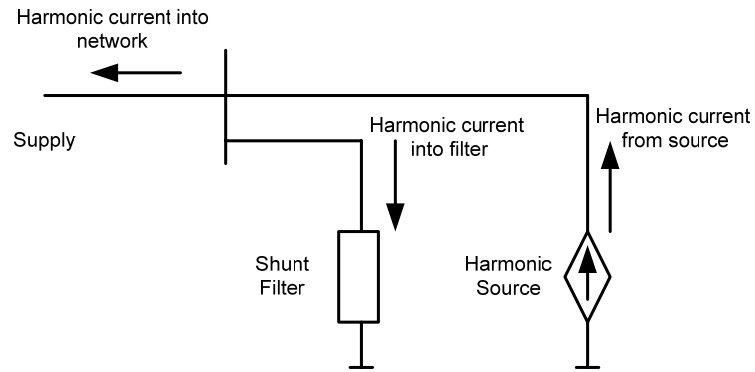 Harmonic current into
network
Supply
Harmonic current
into filter
Harmonic current
from source
Shunt
Filter
Harmonic
Source